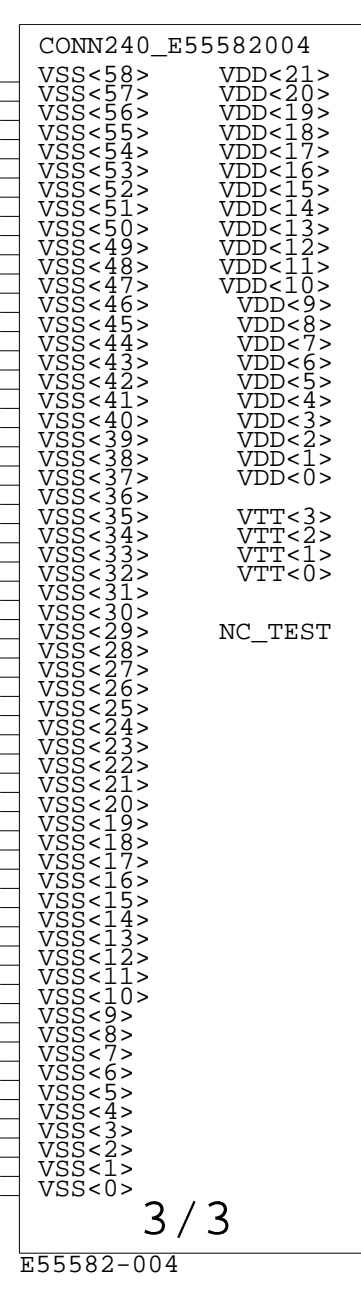 CONN240_E55582004
VSS<58> VDD<21>
VSS<57> VDD<20>
VSS<56> VDD<19>
VSS<55> VDD<18>
VSS<54> VDD<17>
VSS<53> VDD<16>
VSS<52> VDD<15>
VSS<51> VDD<14>
VSS<50> VDD<13>
VSS<49> VDD<12>
VSS<48> VDD<11>
VSS<47> VDD<10>
VSS<46> VDD<9>
VSS<45> VDD<8>
VSS<44> VDD<7>
VSS<43> VDD<6>
VSS<42> VDD<5>
VSS<41> VDD<4>
VSS<40> VDD<3>
VSS<39> VDD<2>
VSS<38> VDD<1>
VSS<37> VDD<0>
VSS<36>
VSS<35> VTT<3>
VSS<34> VTT<2>
VSS<33> VTT<1>
VSS<32> VTT<0>
VSS<31>
VSS<30>
VSS<29> NC_TEST
VSS<28>
VSS<27>
VSS<26>
VSS<25>
VSS<24>
VSS<23>
VSS<22>
VSS<21>
VSS<20>
VSS<19>
VSS<18>
VSS<17>
VSS<16>
VSS<15>
VSS<14>
VSS<13>
VSS<12>
VSS<11>
VSS<10>
VSS<9>
VSS<8>
VSS<7>
VSS<6>
VSS<5>
VSS<4>
VSS<3>
VSS<2>
VSS<1>
VSS<0>
3/3
E55582-004